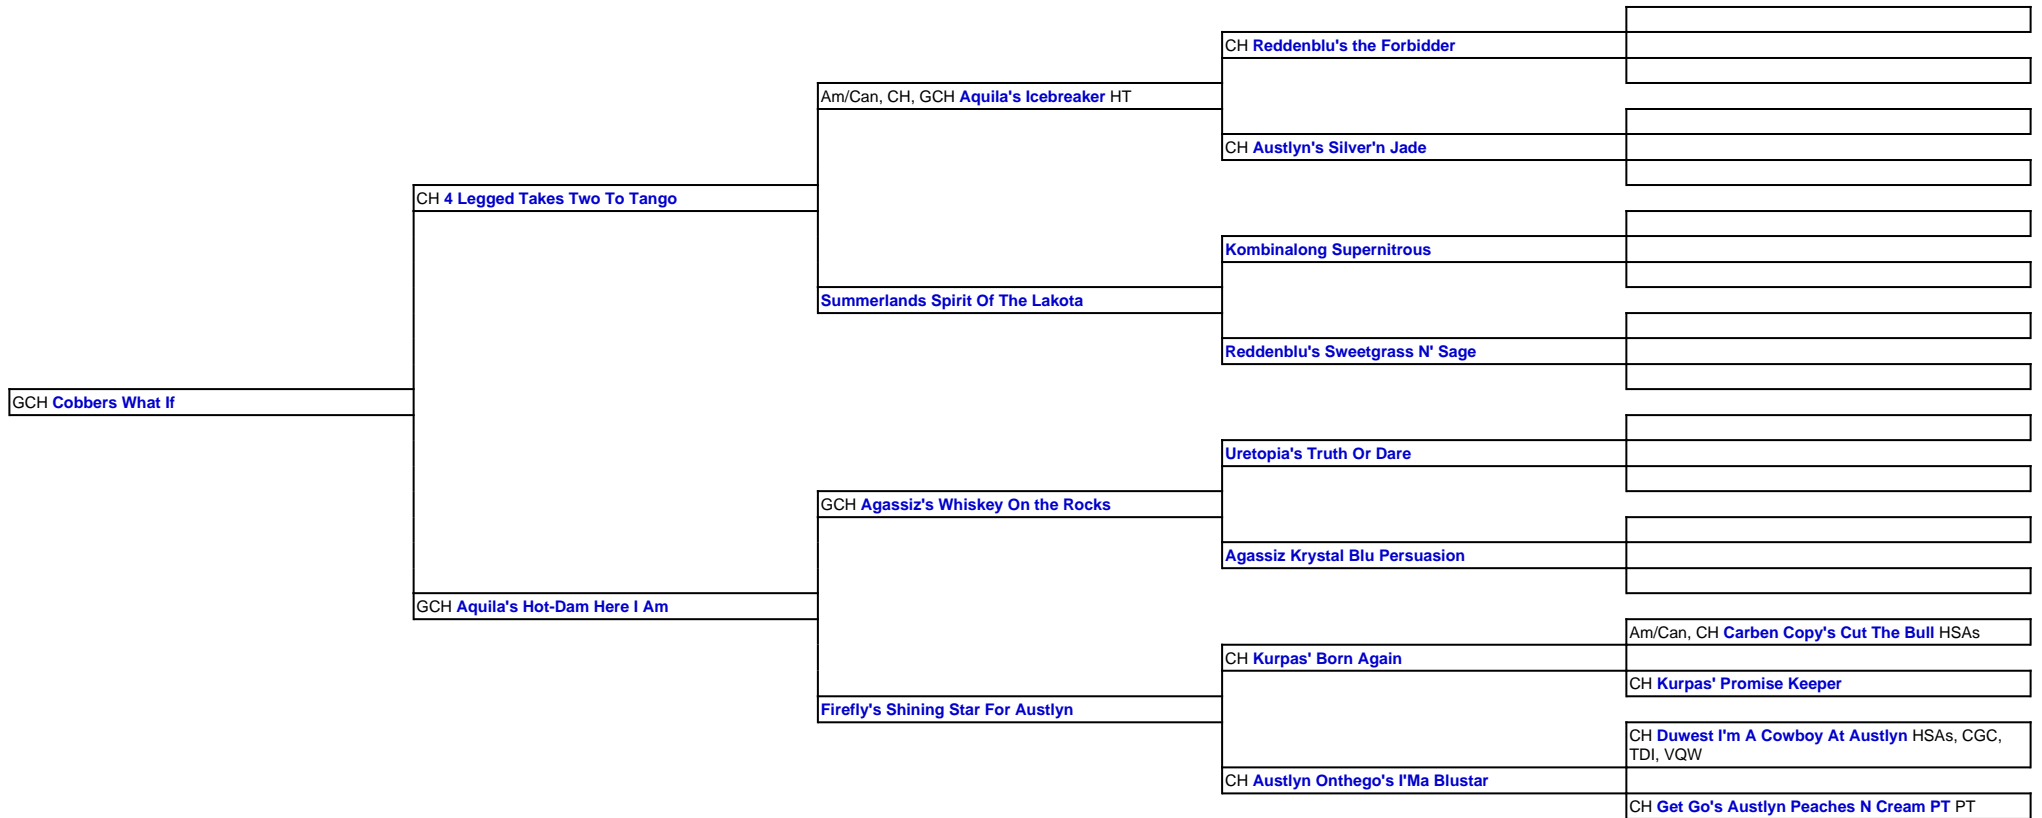 CH Reddenblu's the Forbidder
Am/Can, CH, GCH Aquila's Icebreaker HT
CH Austlyn's Silver'n Jade
CH 4 Legged Takes Two To Tango
Kombinalong Supernitrous
Summerlands Spirit Of The Lakota
Reddenblu's Sweetgrass N' Sage
GCH Cobbers What If
Uretopia's Truth Or Dare
GCH Agassiz's Whiskey On the Rocks
Agassiz Krystal Blu Persuasion
GCH Aquila's Hot-Dam Here I Am
Am/Can, CH Carben Copy's Cut The Bull HSAs
CH Kurpas' Born Again
CH Kurpas' Promise Keeper
Firefly's Shining Star For Austlyn
CH Duwest I'm A Cowboy At Austlyn HSAs, CGC,
TDI, VQW
CH Austlyn Onthego's I'Ma Blustar
CH Get Go's Austlyn Peaches N Cream PT PT